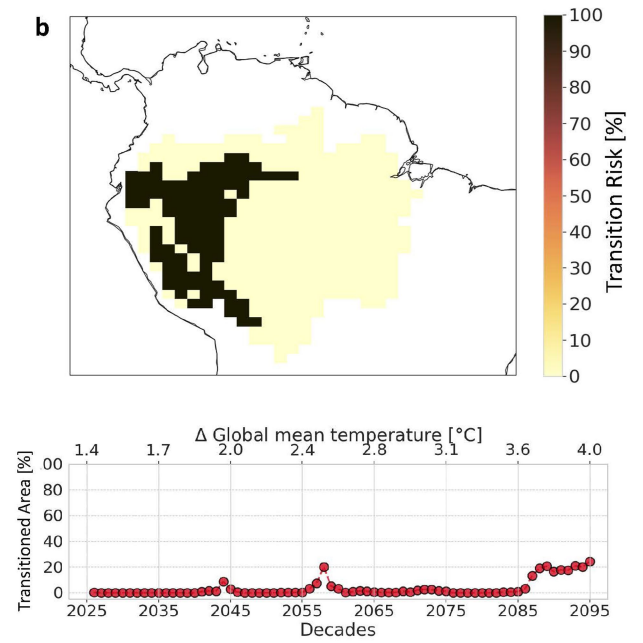 b
100
90
80
70
60
50
40
30
20
10
0
Transition Risk [%]
Δ Global mean temperature [°C]
1.4 1.7 2.0 2.4 2.8 3.1 3.6 4.0
Transitioned Area [%]
00
80
60
40
20
0
2025 2035 2045 2055 2065 2075 2085 2095
Decades